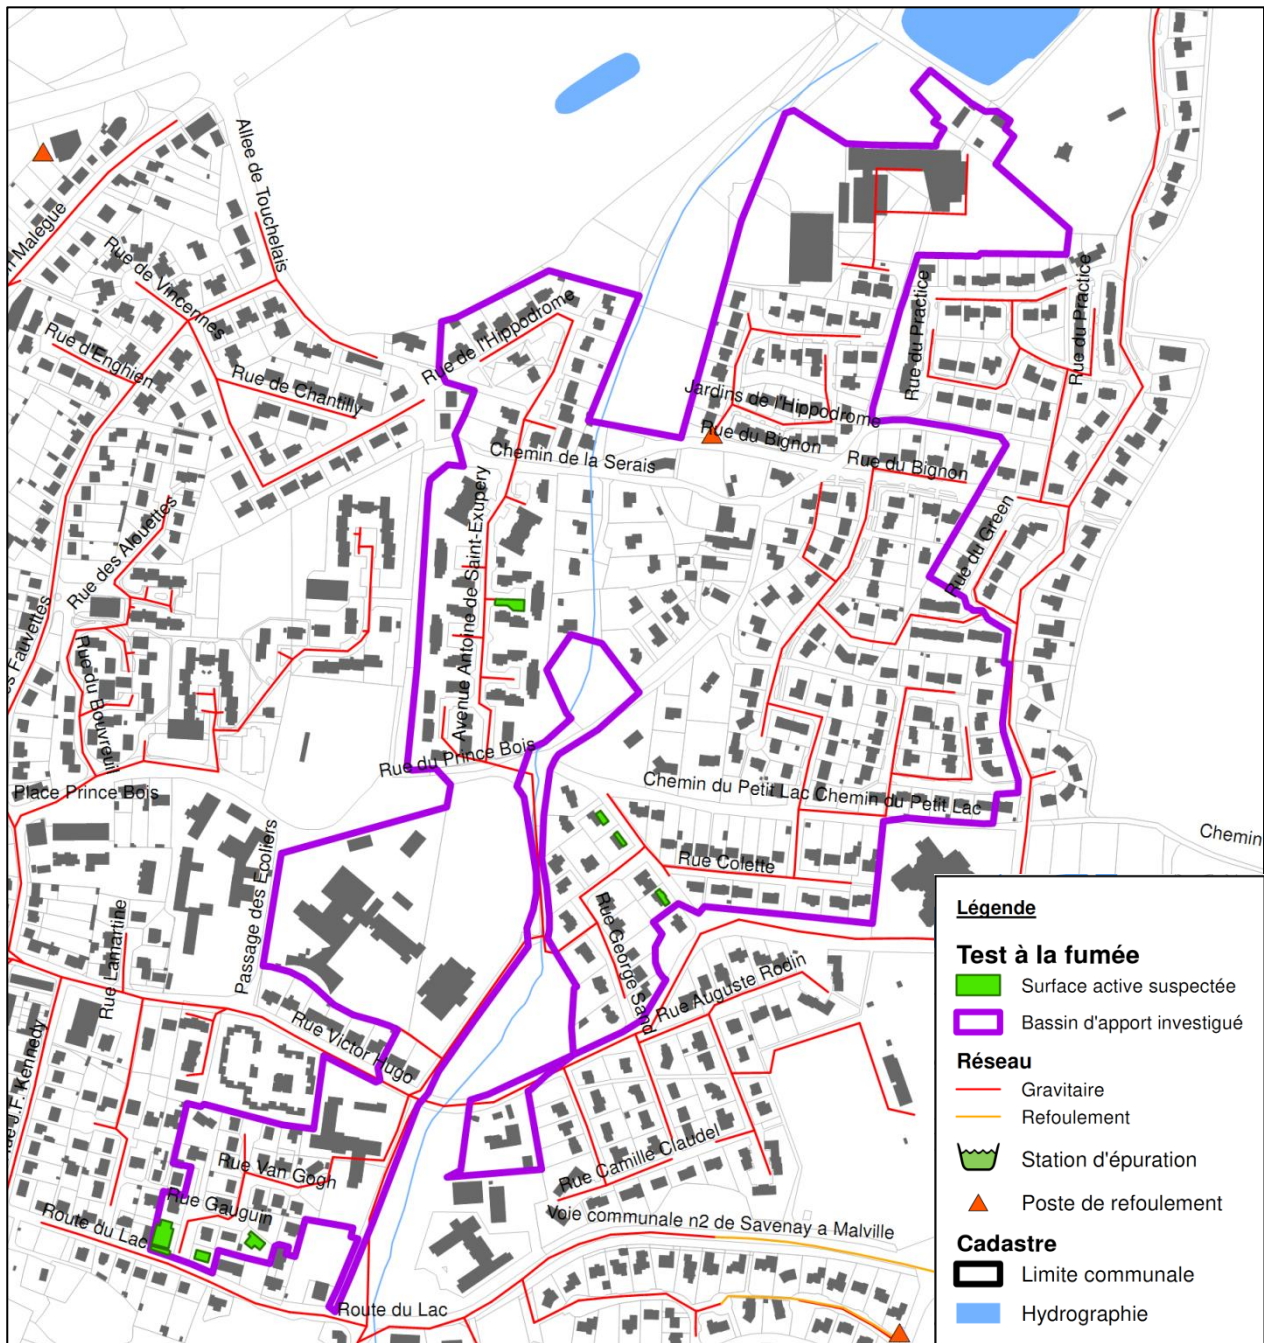 Allee de Touchelais
n Malegue
Rue de Vincennes
Rue d'Enghien
Rue de Chantilly
Rue de l'Hippodrome
Rue du Practice
Rue du Practice
Jardins de l'Hippodrome
Rue du Bignon
Rue du Bignon
Chemin de la Serais
Rue des Alouettes
Avenue Antoine de Saint-Exupery
Rue du Green
es Fauvettes
Rue du Bouvreuil
Rue du Prince Bois
Place Prince Bois
Chemin du Petit Lac Chemin du Petit Lac
Chemin
Passage des Ecoliers
Rue Colette
Rue Lamartine
Rue George Sand
Rue Auguste Rodin
Rue Victor Hugo
Rue J.F. Kennedy
Rue Camille Claudel
Rue Van Gogh
Rue Gauguin
Route du Lac
Voie communale n2 de Savenay a Malville
Route du Lac
Légende
Test à la fumée
Surface active suspectée
Bassin d'apport investigué
Réseau
Gravitaire
Refoulement
Station d'épuration
Poste de refoulement
Cadastre
Limite communale
Hydrographie